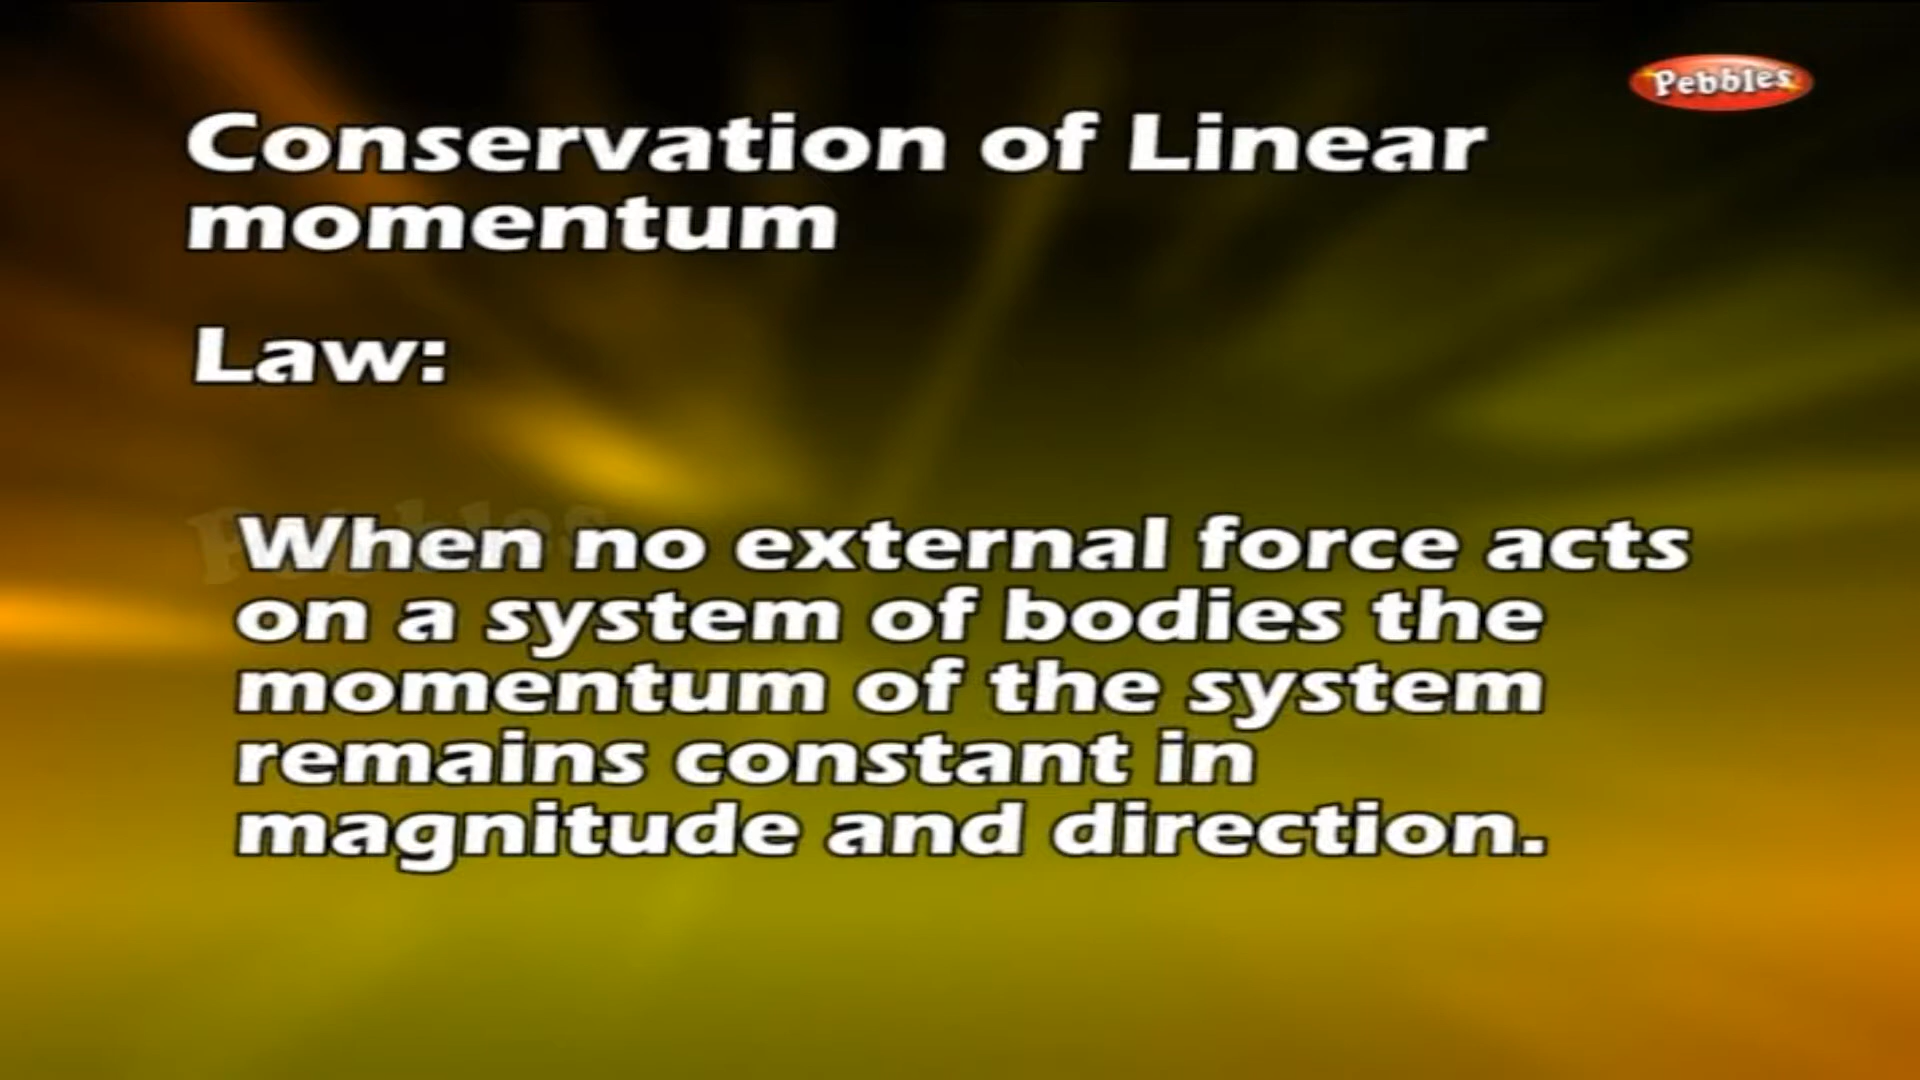 Pebbles
Conservation of Linear
momentum
Law:
Pebbles
When no external force acts
on a system of bodies the
momentum of the system
remains constant in
magnitude and direction.